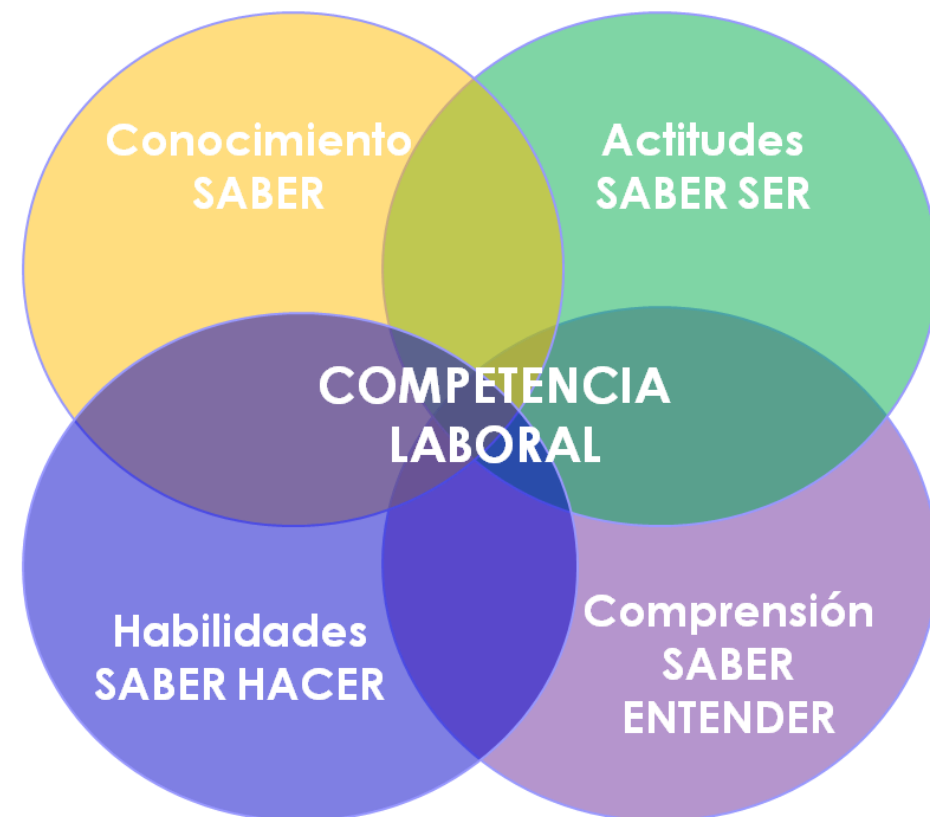 Conocimiento
SABER
Actitudes
SABER SER
COMPETENCIA
LABORAL
Habilidades
SABER HACER
Comprensión
SABER
ENTENDER